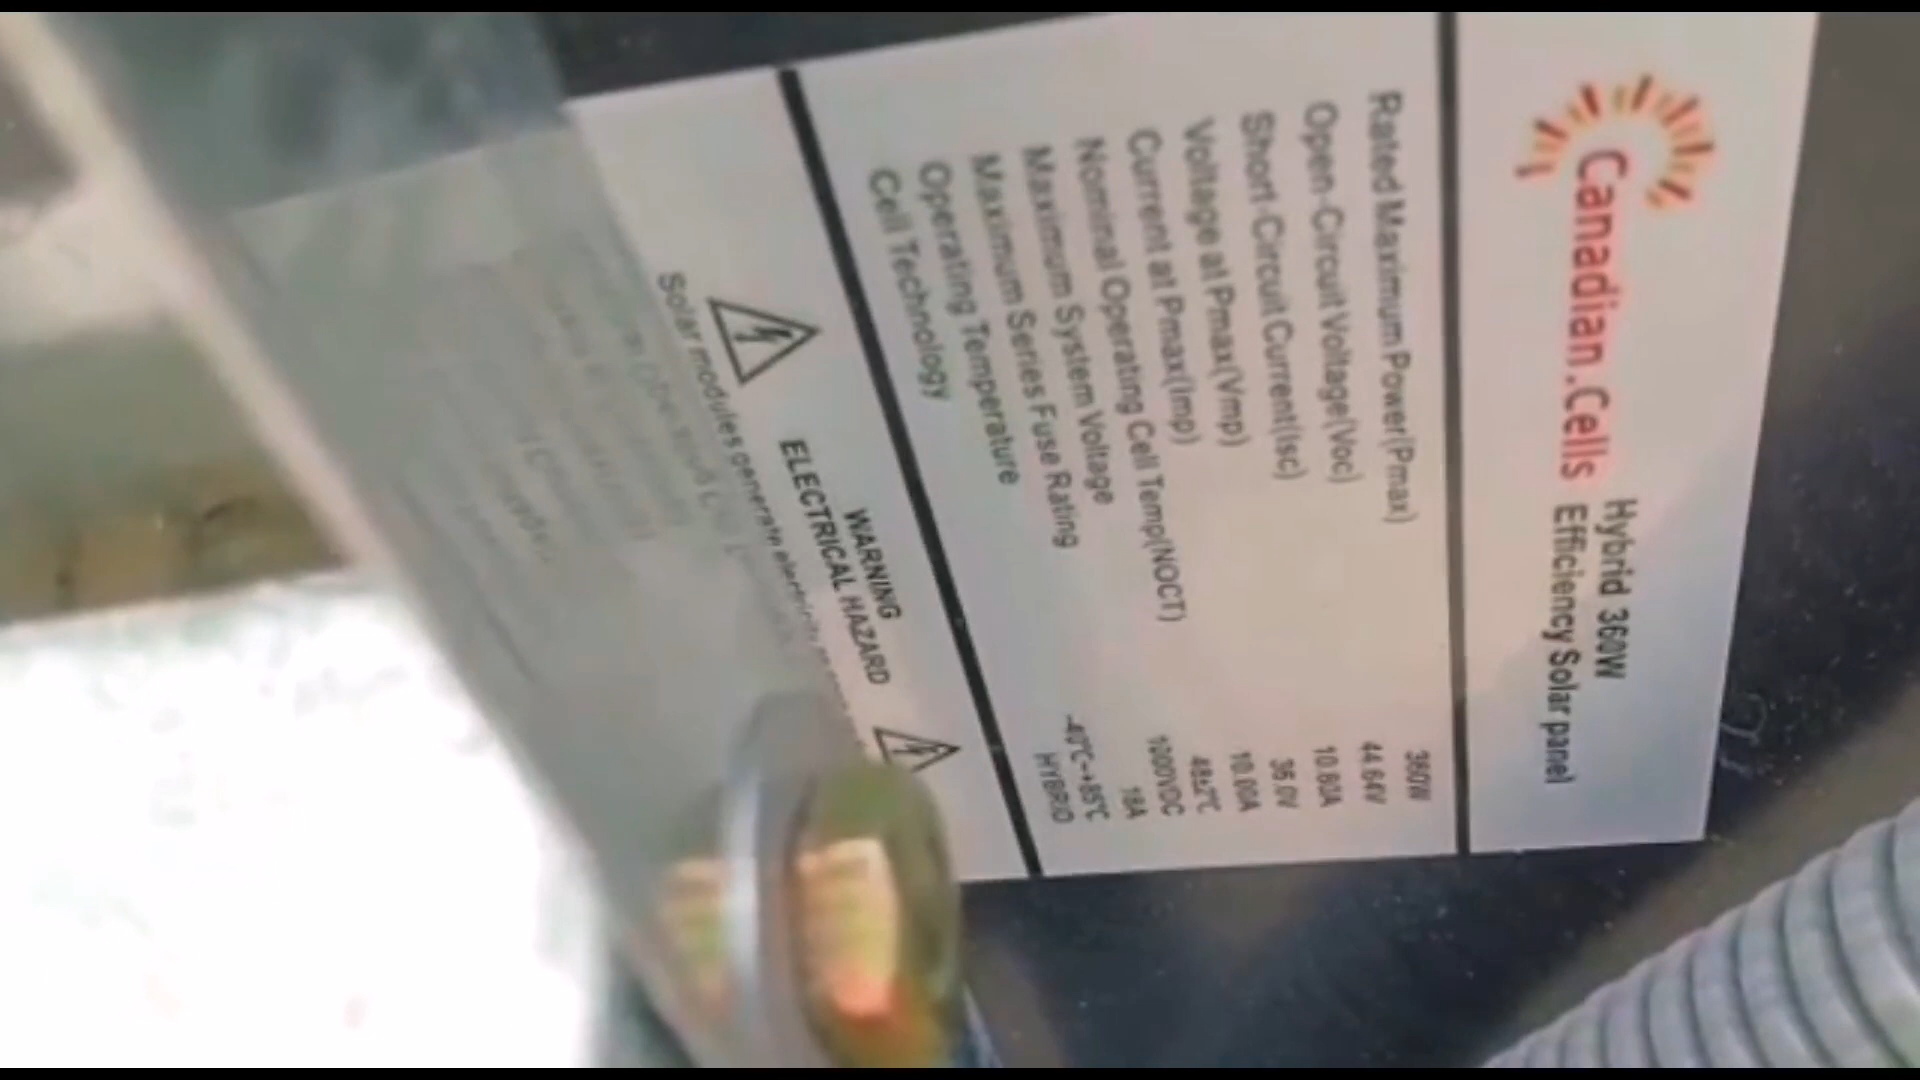 Canadian.Cells
Hybrid 360W
Efficiency Solar panel
Rated Maximum Power(Pmax) 360W
Open-Circuit Voltage(Voc) 44.64V
Short-Circuit Current(Isc) 10.60A
Voltage at Pmax(Vmp) 36.0V
Current at Pmax(Imp) 10.00A
Nominal Operating Cell Temp(NOCT) 48±2℃
Maximum System Voltage 1000VDC
Maximum Series Fuse Rating 18A
Operating Temperature -40℃~+85℃
Cell Technology HYBRID
WARNING
ELECTRICAL HAZARD
Solar modules generate electricity